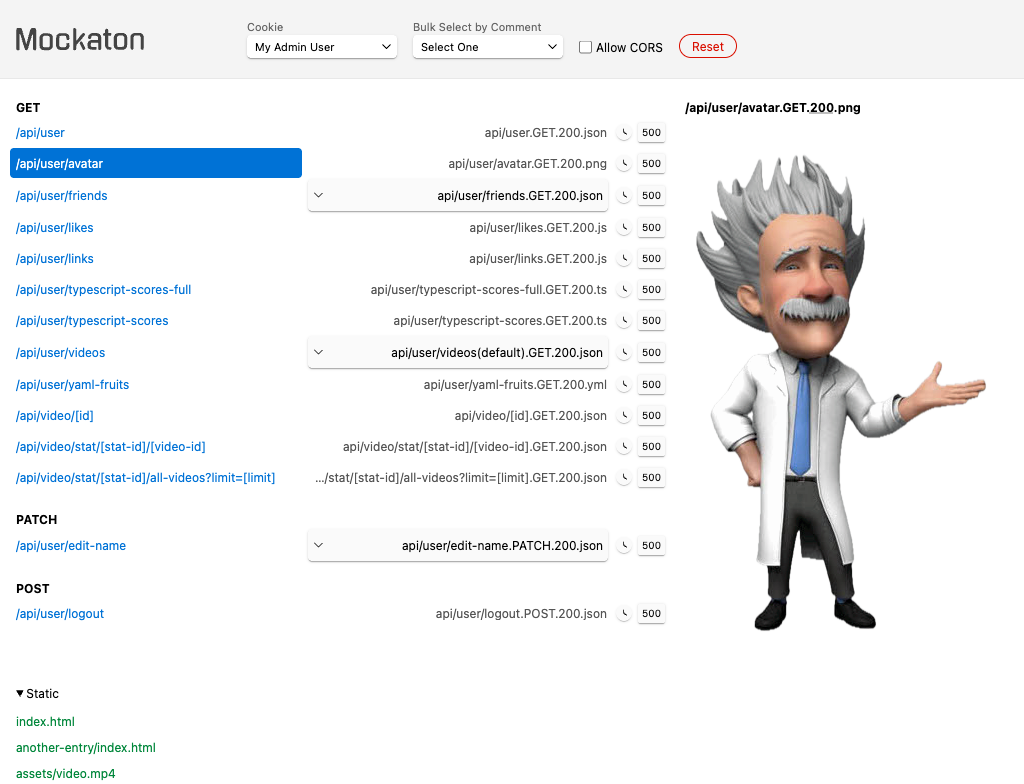 Mockaton
Cookie
My Admin User
Bulk Select by Comment
Select One
Allow CORS
Reset
GET
/api/user api/user.GET.200.json 500
/api/user/avatar api/user/avatar.GET.200.png 500
/api/user/friends api/user/friends.GET.200.json 500
/api/user/likes api/user/likes.GET.200.js 500
/api/user/links api/user/links.GET.200.js 500
/api/user/typescript-scores-full api/user/typescript-scores-full.GET.200.ts 500
/api/user/typescript-scores api/user/typescript-scores.GET.200.ts 500
/api/user/videos api/user/videos(default).GET.200.json 500
/api/user/yaml-fruits api/user/yaml-fruits.GET.200.yml 500
/api/video/[id] api/video/[id].GET.200.json 500
/api/video/stat/[stat-id]/[video-id] api/video/stat/[stat-id]/[video-id].GET.200.json 500
/api/video/stat/[stat-id]/all-videos?limit=[limit] …/stat/[stat-id]/all-videos?limit=[limit].GET.200.json 500
PATCH
/api/user/edit-name api/user/edit-name.PATCH.200.json 500
POST
/api/user/logout api/user/logout.POST.200.json 500
Static
index.html
another-entry/index.html
assets/video.mp4
/api/user/avatar.GET.200.png